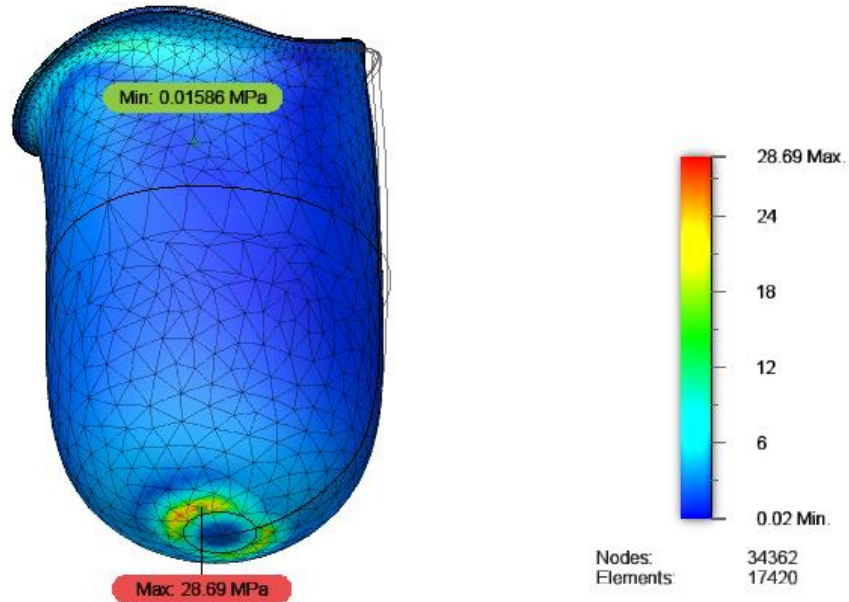 Min: 0.01586 MPa
28.69 Max.
24
18
12
6
0.02 Min.
Nodes: 34362
Elements: 17420
Max: 28.69 MPa